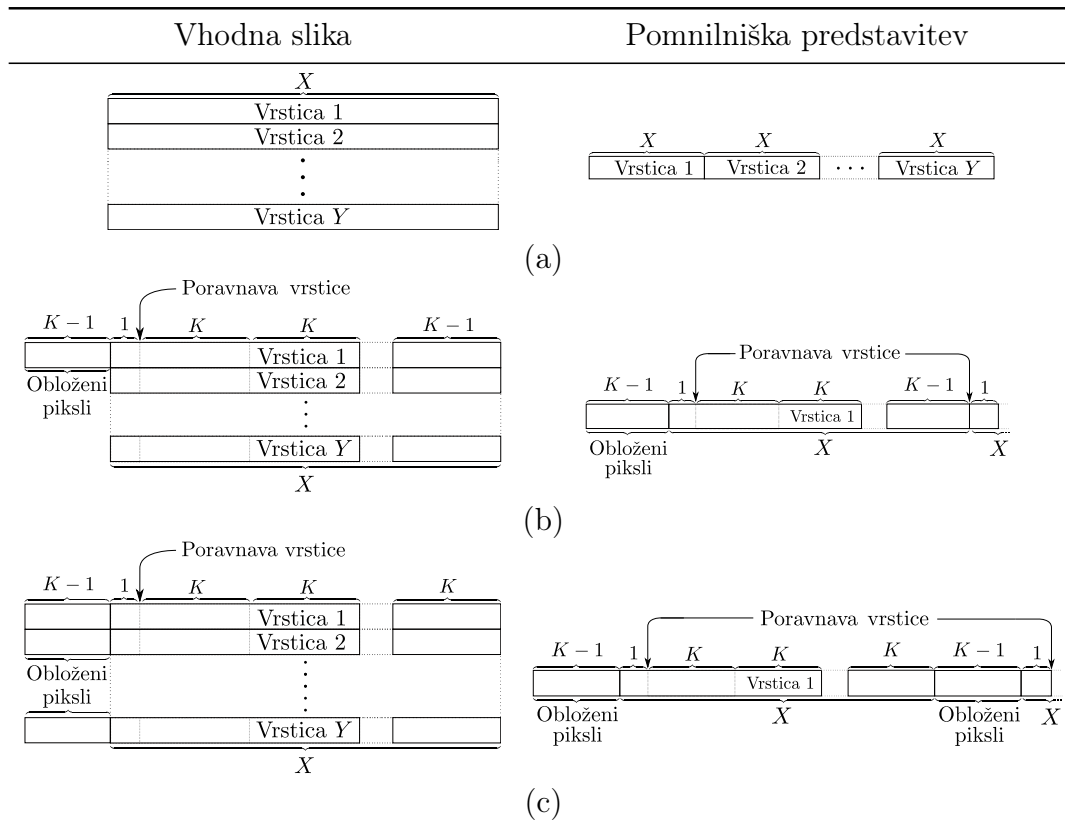 Vhodna slika Pomnilniška predstavitev
X
Vrstica 1
Vrstica 2
Vrstica Y
X X X
Vrstica 1 Vrstica 2 Vrstica Y
(a)
Poravnava vrstice
K − 1 1 K K K − 1
Vrstica 1
Obloženi
piksli
Vrstica 2
Vrstica Y
X
Poravnava vrstice
K − 1 1 K K K − 1 1
Vrstica 1
Obloženi
piksli
X X
(b)
Poravnava vrstice
K − 1 1 K K K
Vrstica 1
Vrstica 2
Obloženi
piksli
Vrstica Y
X
Poravnava vrstice
K − 1 1 K K K K − 1 1
Vrstica 1
Obloženi
piksli
X
Obloženi
piksli
X
(c)